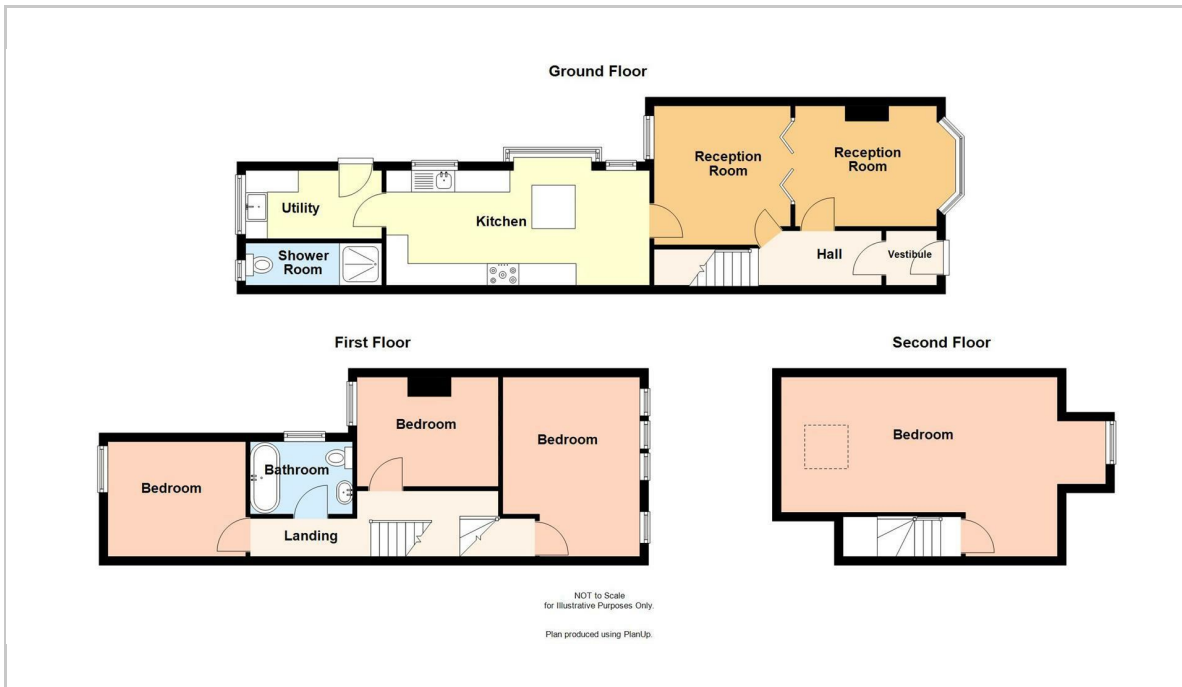 Ground Floor
Reception
Room
Reception
Room
Utility
Kitchen
Shower
Room
Hall
Vestibule
First Floor
Second Floor
Bedroom
Bedroom
Bedroom
Bathroom
Landing
Bedroom
NOT to Scale
for Illustrative Purposes Only.
Plan produced using PlanUp.